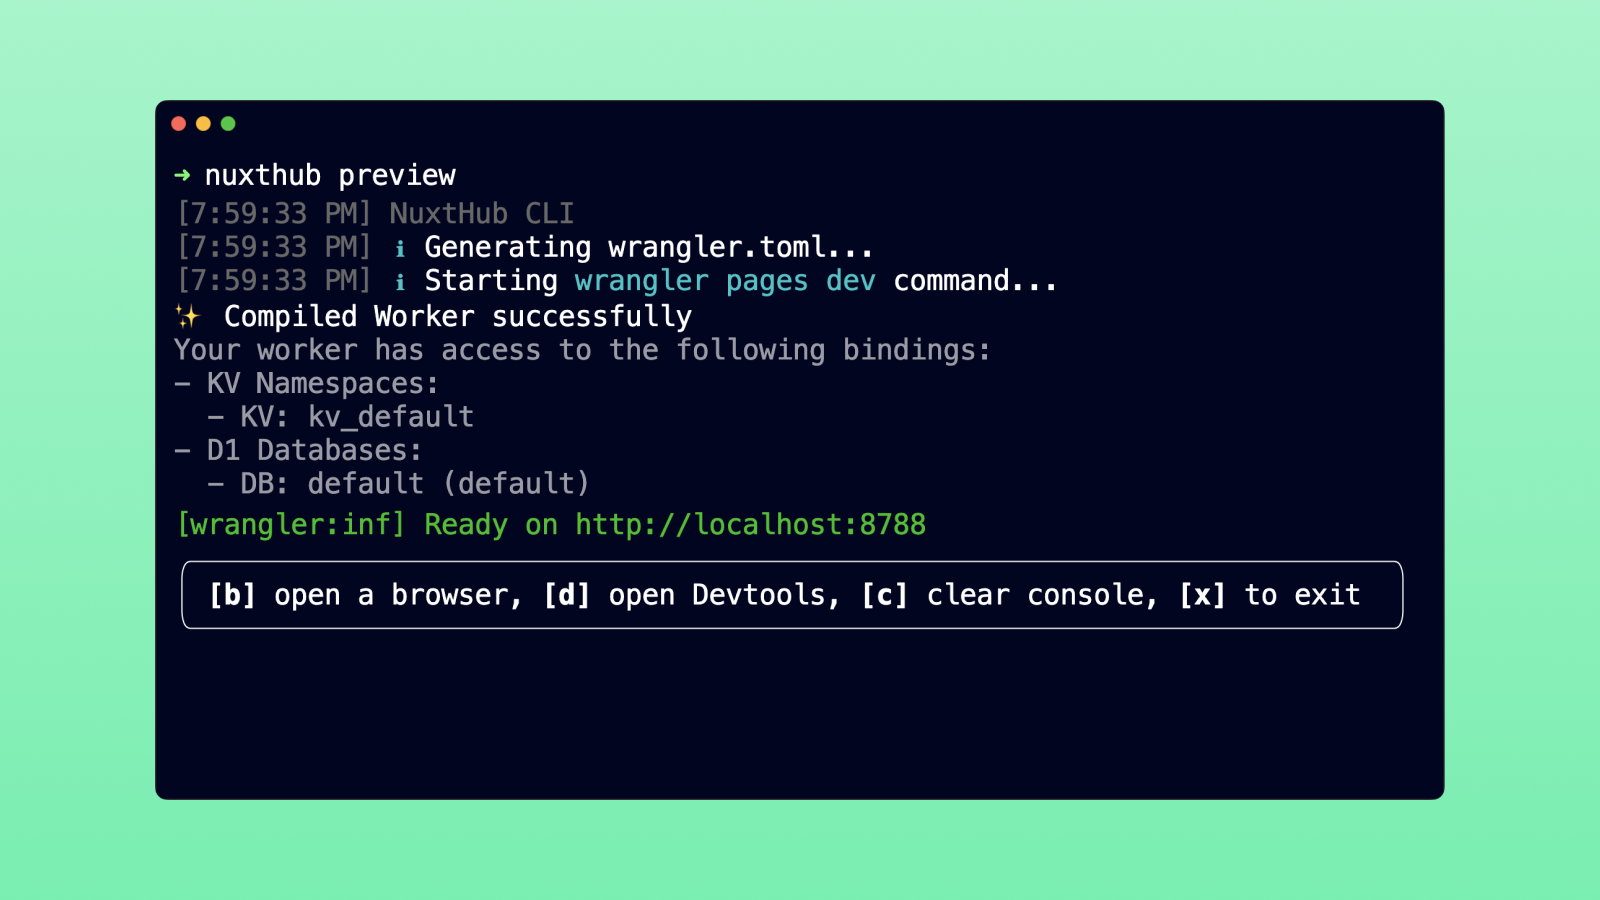 ➜ nuxthub preview
[7:59:33 PM] NuxtHub CLI
[7:59:33 PM] ℹ Generating wrangler.toml...
[7:59:33 PM] ℹ Starting wrangler pages dev command...
✨ Compiled Worker successfully
Your worker has access to the following bindings:
– KV Namespaces:
  – KV: kv_default
– D1 Databases:
  – DB: default (default)
[wrangler:inf] Ready on http://localhost:8788
[b] open a browser, [d] open Devtools, [c] clear console, [x] to exit